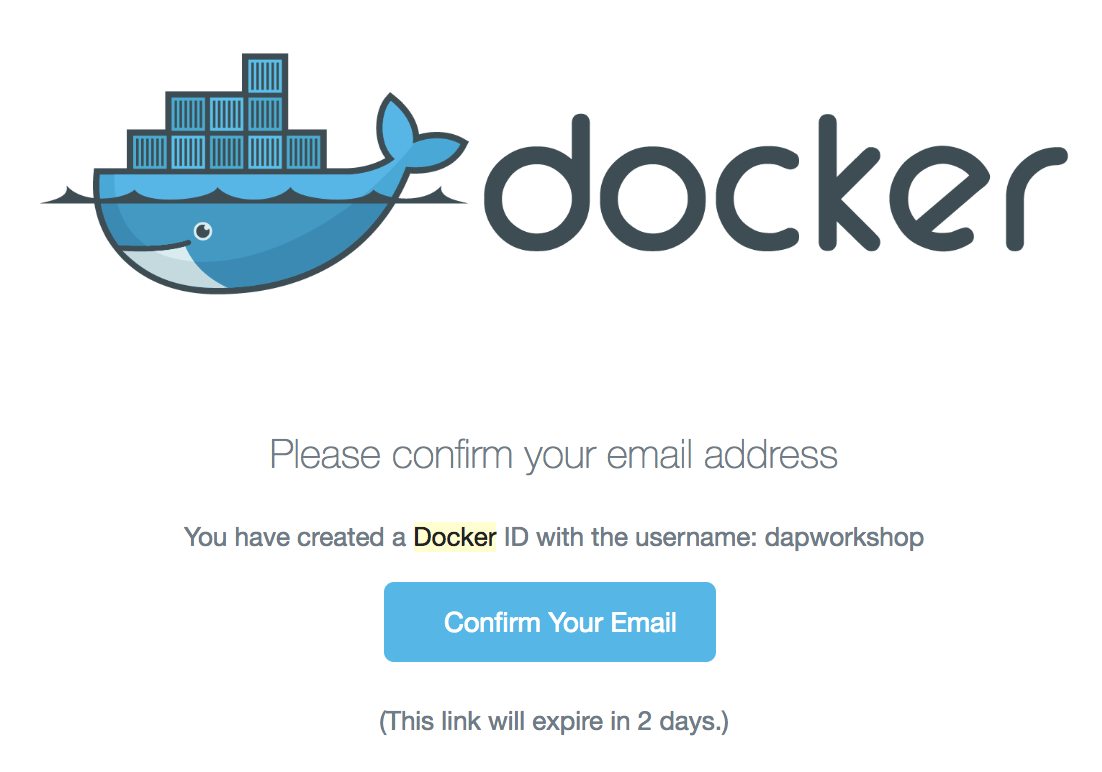 docker
Please confirm your email address
You have created a Docker ID with the username: dapworkshop
Confirm Your Email
(This link will expire in 2 days.)